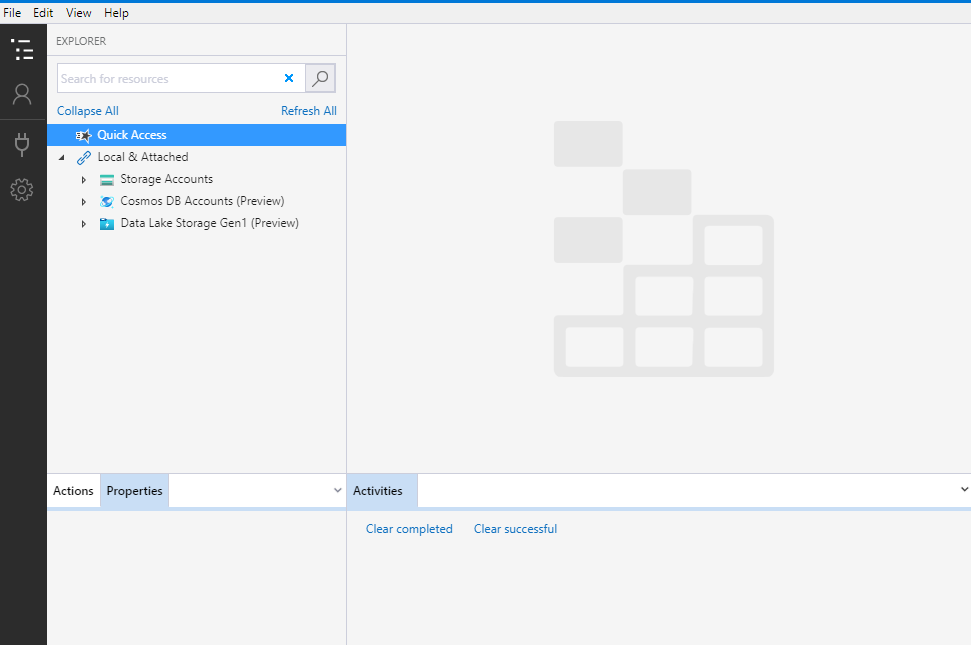 File Edit View Help
EXPLORER
Search for resources
Collapse All Refresh All
Quick Access
Local & Attached
Storage Accounts
Cosmos DB Accounts (Preview)
Data Lake Storage Gen1 (Preview)
Actions Properties
Activities
Clear completed Clear successful